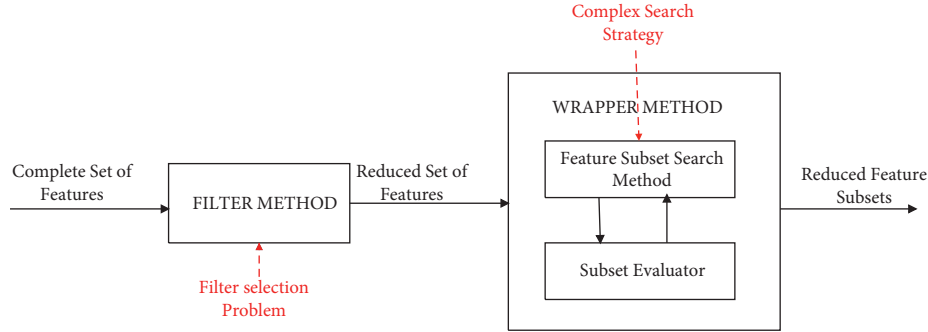 Complex Search
Strategy
WRAPPER METHOD
Complete Set of
Features
FILTER METHOD
Reduced Set of
Features
Feature Subset Search
Method
Reduced Feature
Subsets
Subset Evaluator
Filter selection
Problem